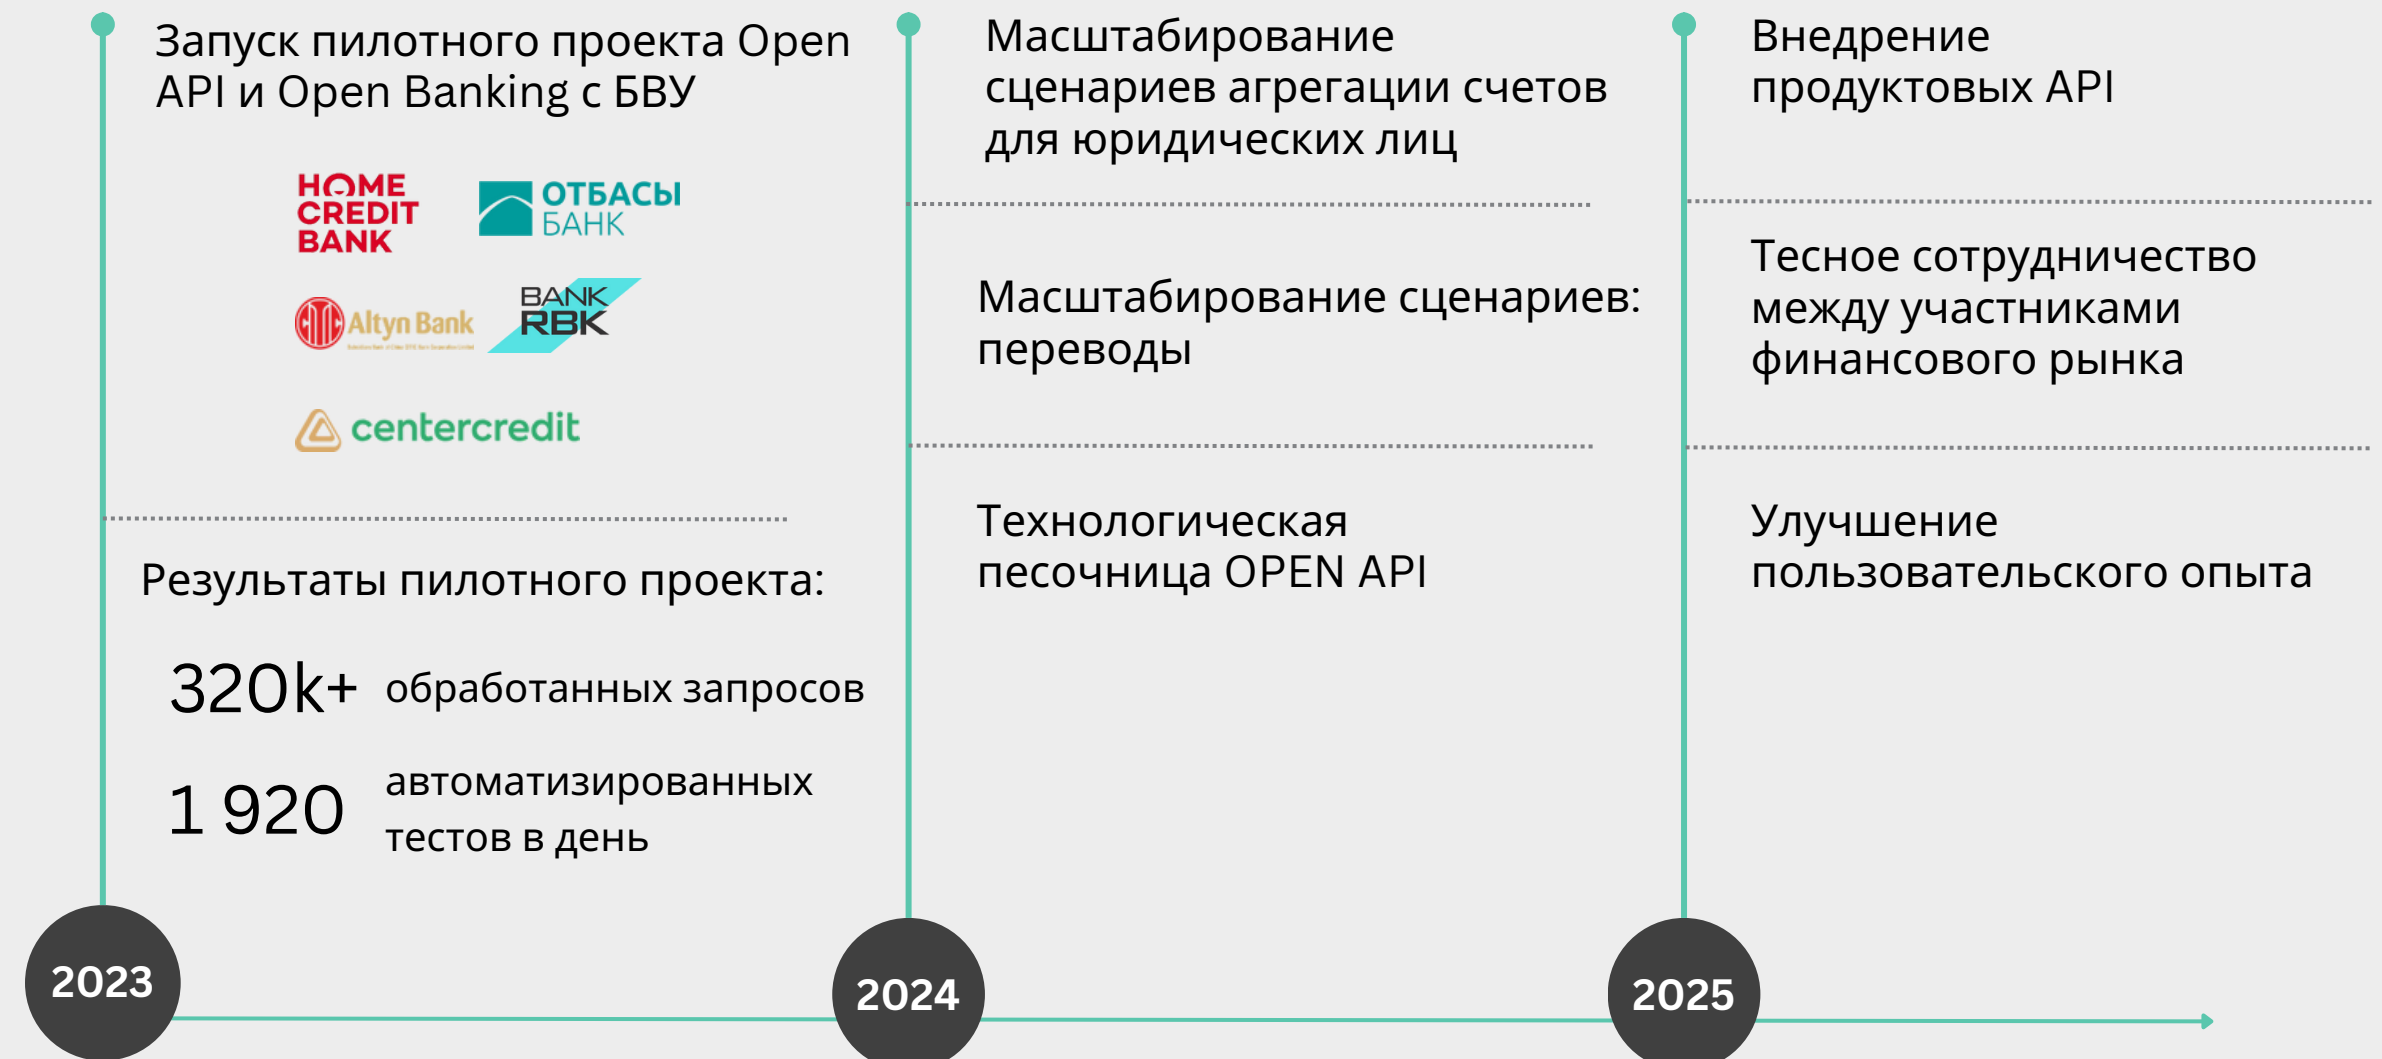 Запуск пилотного проекта Open
API и Open Banking с БВУ
HOME
CREDIT
BANK
ОТБАСЫ
БАНК
Altyn Bank
BANK
RBK
centercredit
Результаты пилотного проекта:
320k+ обработанных запросов
1 920 автоматизированных
тестов в день
2023
Масштабирование
сценариев агрегации счетов
для юридических лиц
Масштабирование сценариев:
переводы
Технологическая
песочница OPEN API
2024
Внедрение
продуктовых API
Тесное сотрудничество
между участниками
финансового рынка
Улучшение
пользовательского опыта
2025